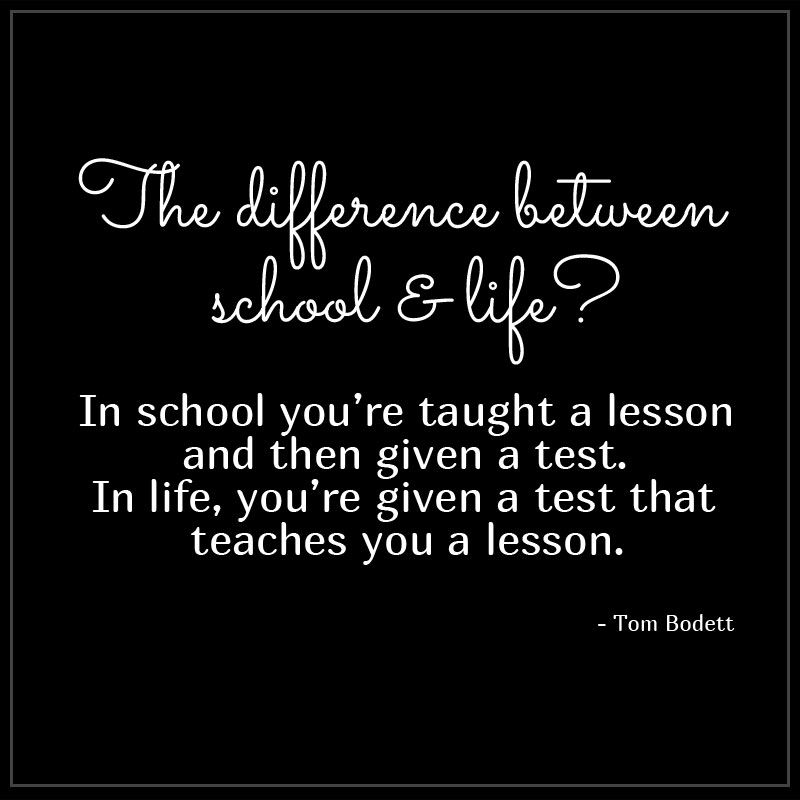 The difference between
school & life?
In school you’re taught a lesson
and then given a test.
In life, you’re given a test that
teaches you a lesson.
- Tom Bodett